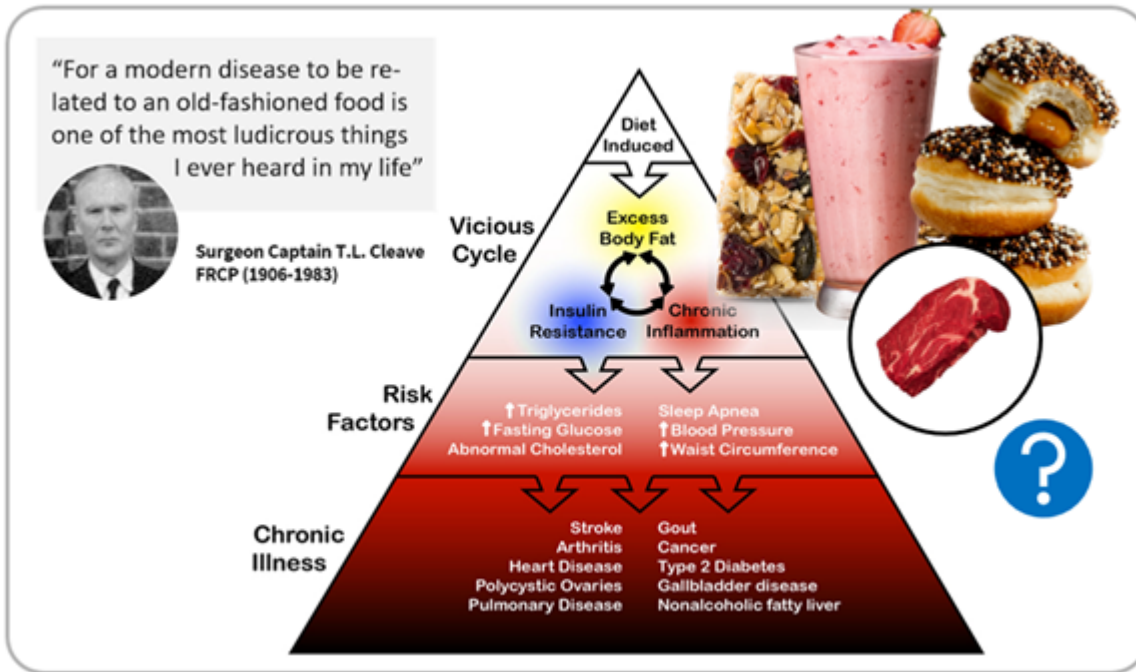 “For a modern disease to be re-
lated to an old-fashioned food is
one of the most ludicrous things
I ever heard in my life”
Surgeon Captain T.L. Cleave
FRCP (1906-1983)
Diet
Induced
Vicious
Cycle
Excess
Body Fat
Insulin
Resistance
Chronic
Inflammation
Risk
Factors
↑Triglycerides
↑Fasting Glucose
Abnormal Cholesterol
Sleep Apnea
↑Blood Pressure
↑Waist Circumference
Chronic
Illness
Stroke
Arthritis
Heart Disease
Polycystic Ovaries
Pulmonary Disease
Gout
Cancer
Type 2 Diabetes
Gallbladder disease
Nonalcoholic fatty liver
?